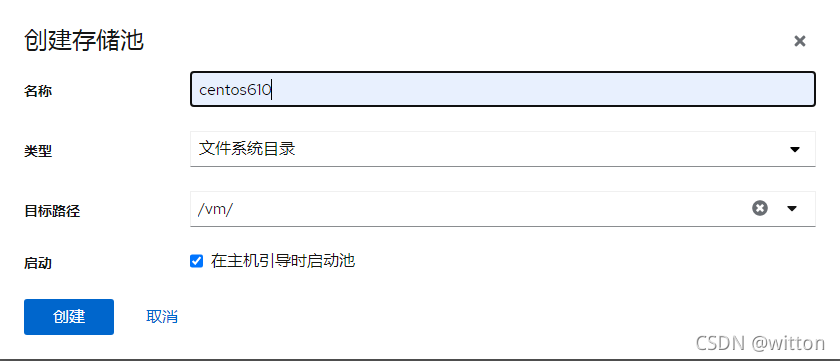 创建存储池
名称 centos610
类型 文件系统目录
目标路径 /vm/
启动 在主机引导时启动池
创建 取消
CSDN @witton